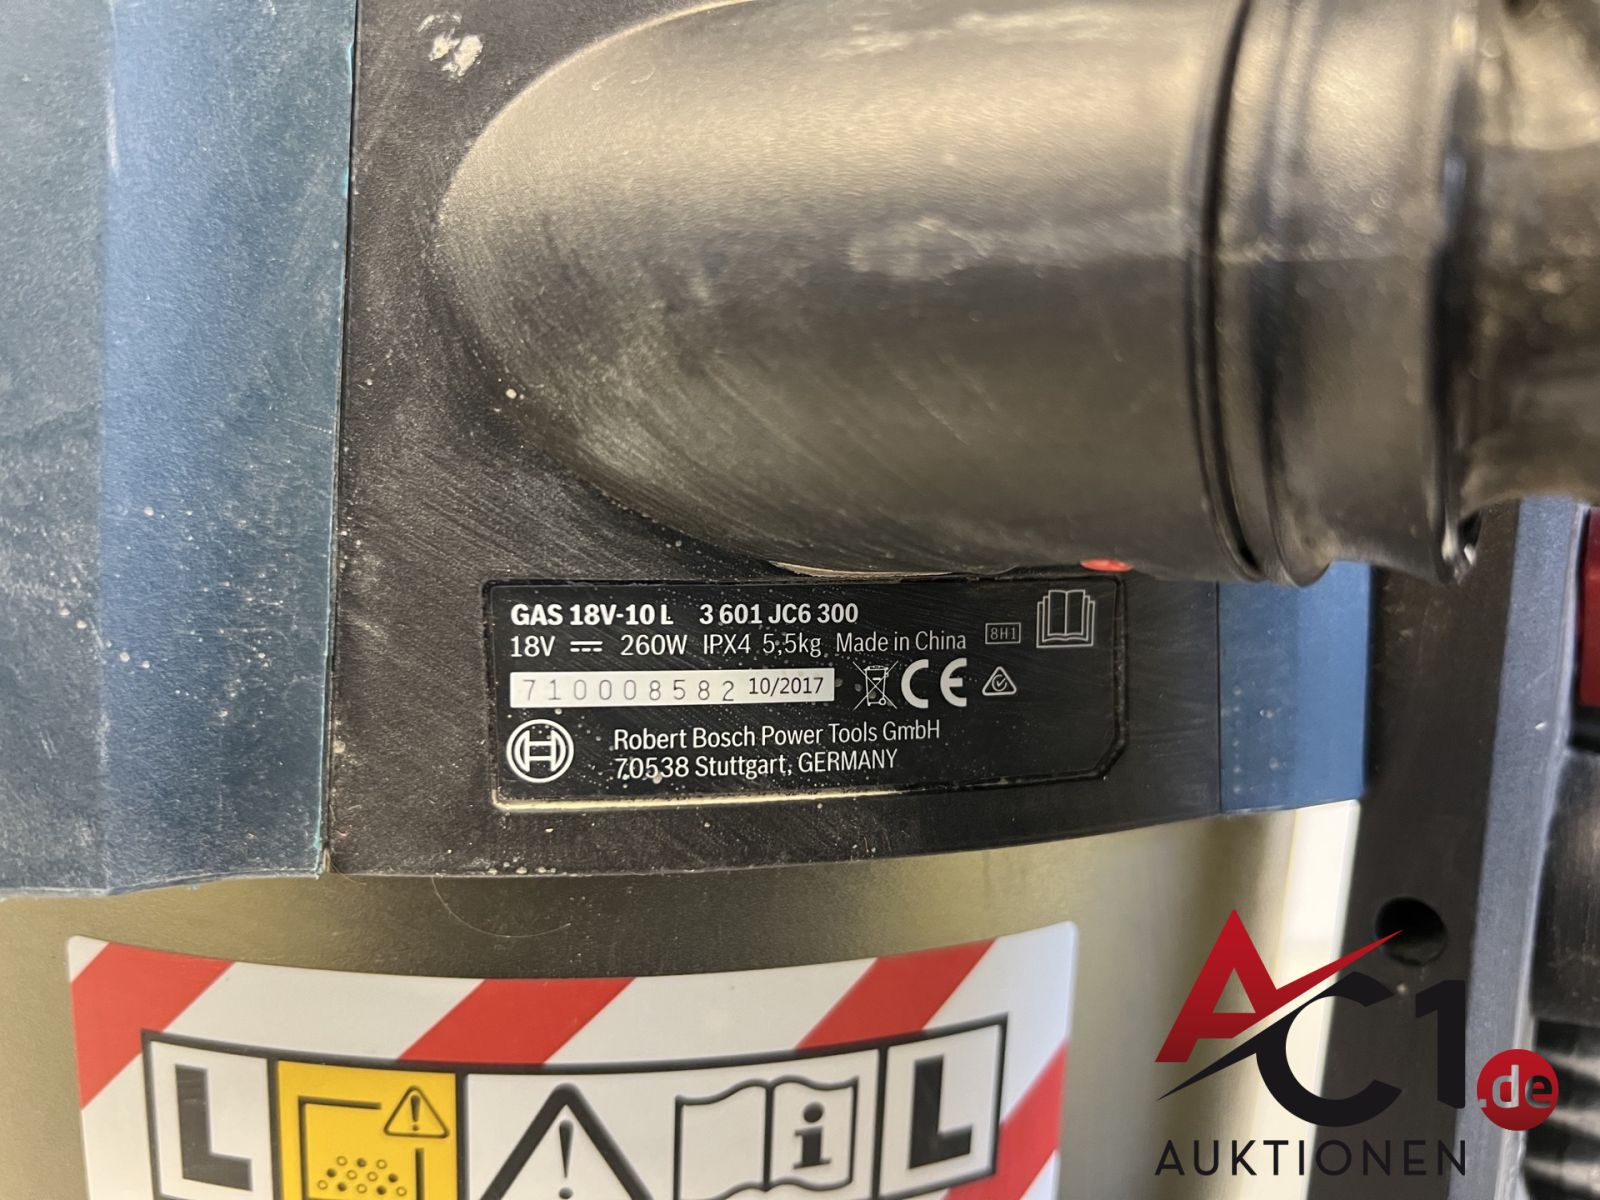 GAS 18V-10 L 3 601 JC6 300
18V 260W IPX4 5,5kg Made in China 8H1
710008582 10/2017
CE
H
Robert Bosch Power Tools GmbH
70538 Stuttgart, GERMANY
L i L
AC1.de
AUKTIONEN